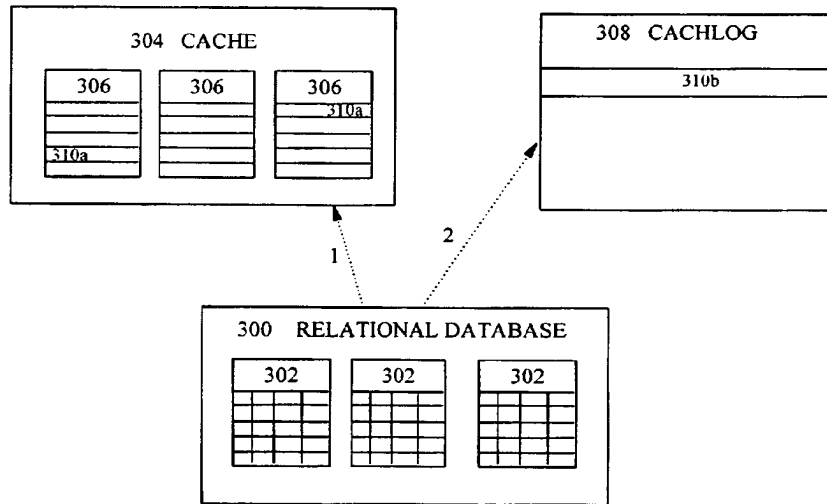 304 CACHE
306 306 306
310a
310a
308 CACHLOG
310b
1
2
300 RELATIONAL DATABASE
302 302 302